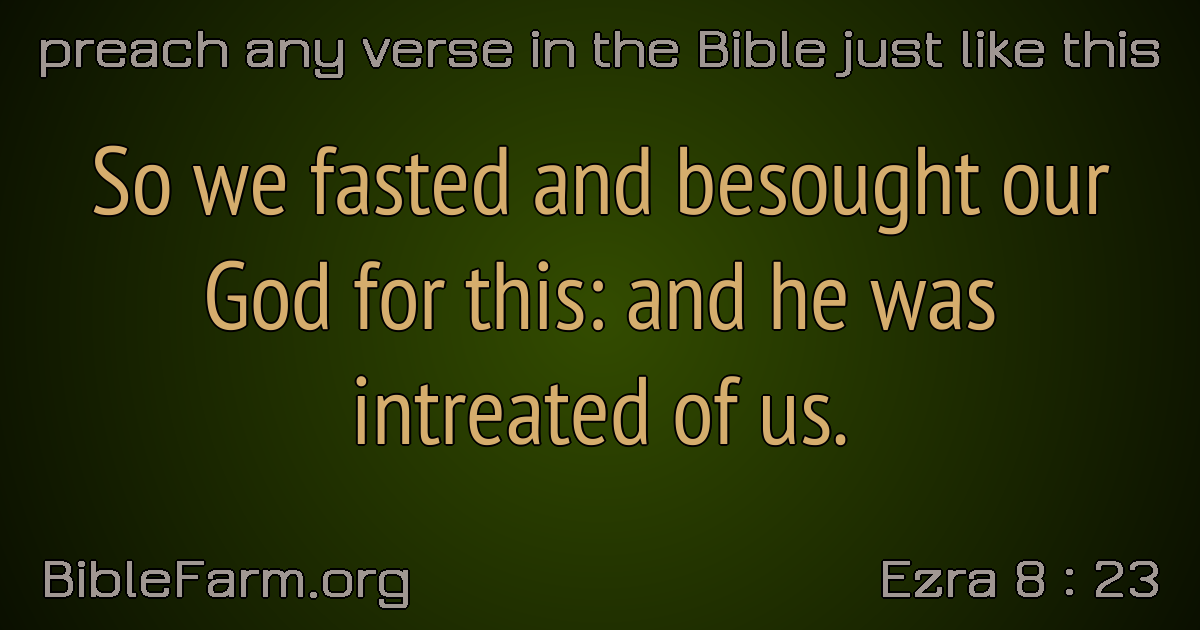 preach any verse in the Bible just like this
So we fasted and besought our
God for this: and he was
intreated of us.
BibleFarm.org
Ezra 8 : 23